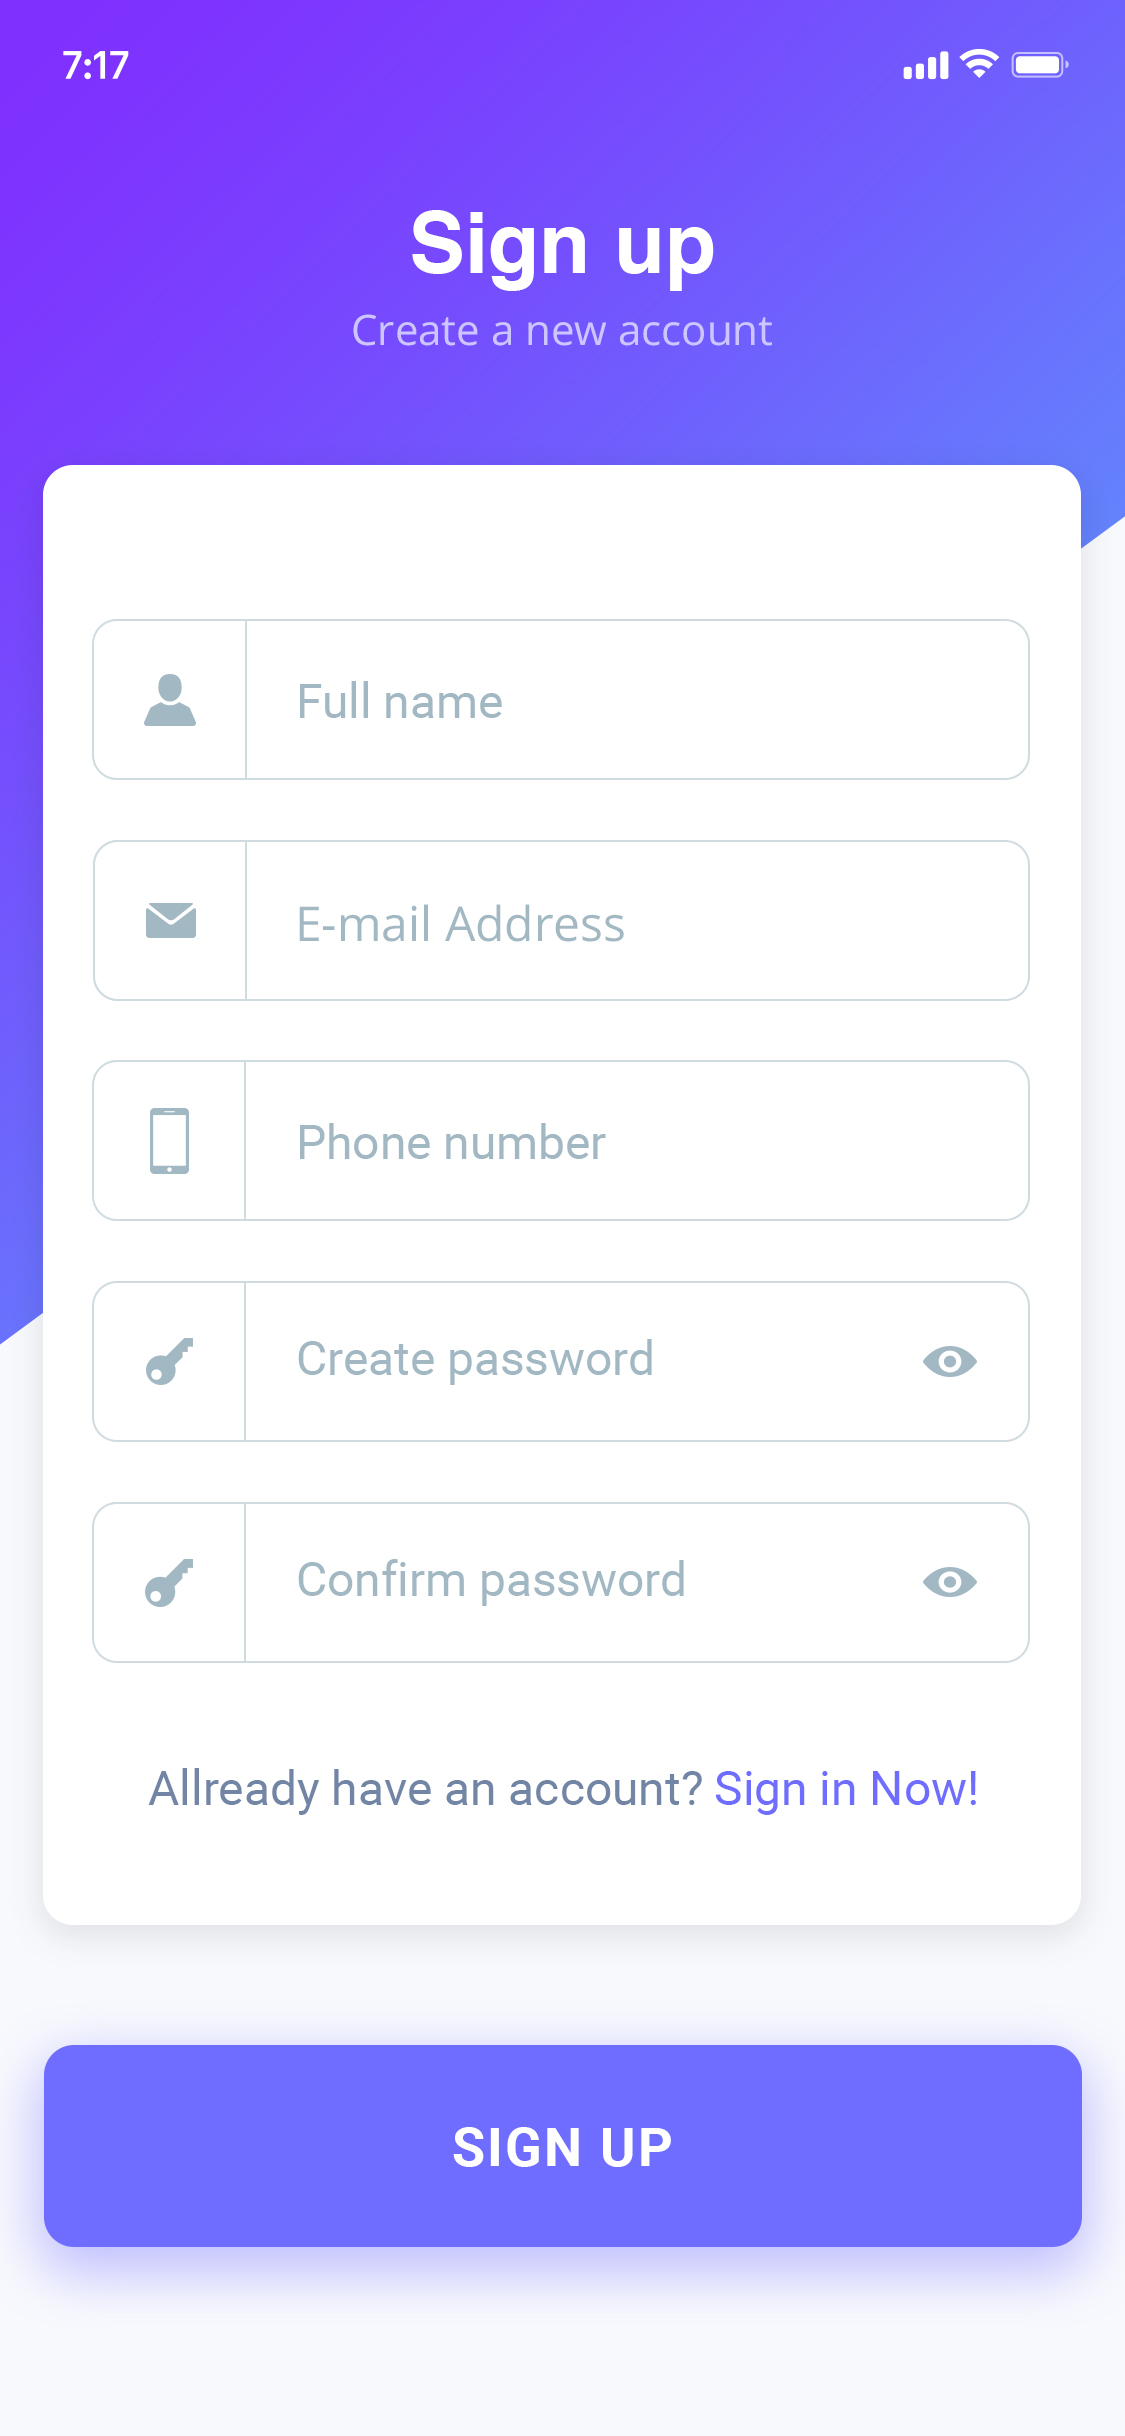 7:17
Sign up
Create a new account
Full name
E-mail Address
Phone number
Create password
Confirm password
Allready have an account? Sign in Now!
SIGN UP